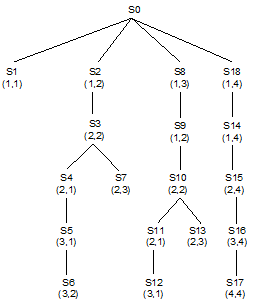 S0
S1 S2 S8 S18
(1,1) (1,2) (1,3) (1,4)
S3 S9 S14
(2,2) (1,2) (1,4)
S4 S7 S10 S15
(2,1) (2,3) (2,2) (2,4)
S5 S11 S13 S16
(3,1) (2,1) (2,3) (3,4)
S6 S12 S17
(3,2) (3,1) (4.4)